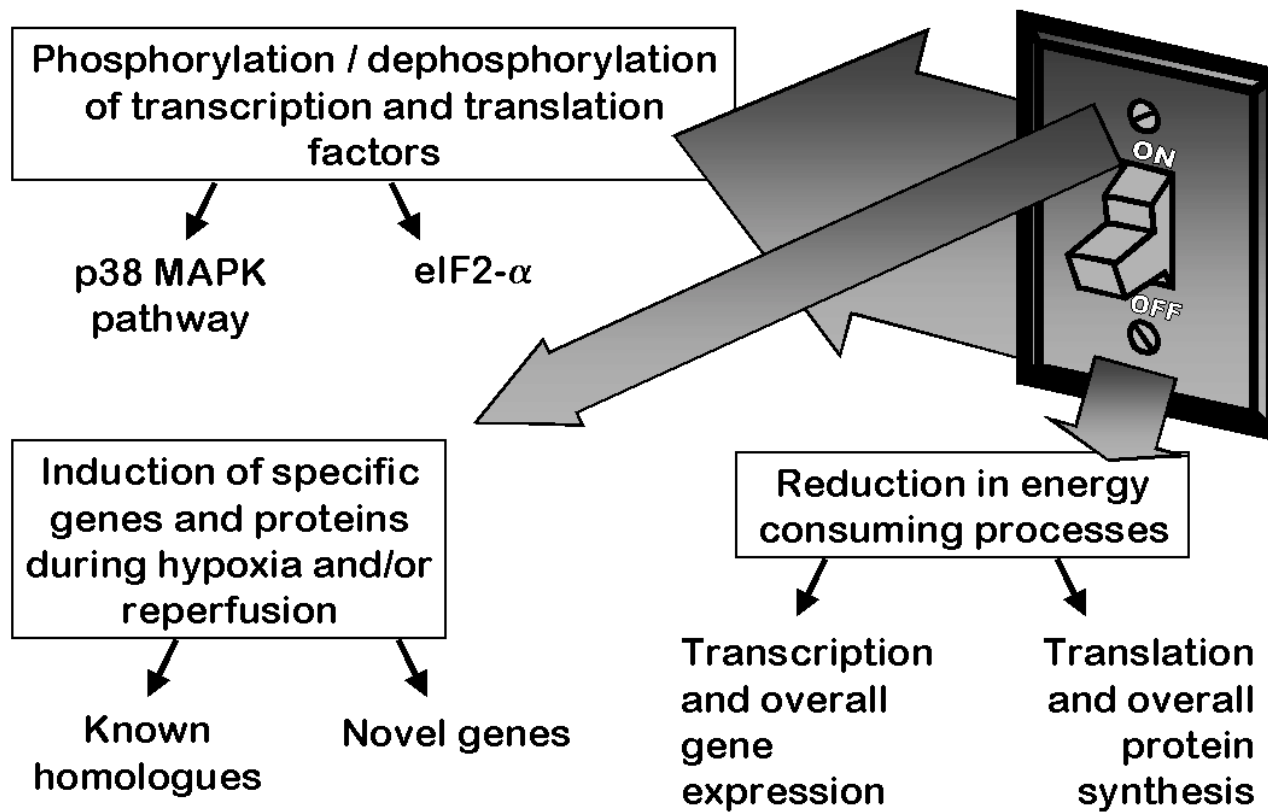 Phosphorylation / dephosphorylation
of transcription and translation
factors
p38 MAPK
pathway
eIF2-α
ON
OFF
Induction of specific
genes and proteins
during hypoxia and/or
reperfusion
Known
homologues
Novel genes
Reduction in energy
consuming processes
Transcription
and overall
gene
expression
Translation
and overall
protein
synthesis